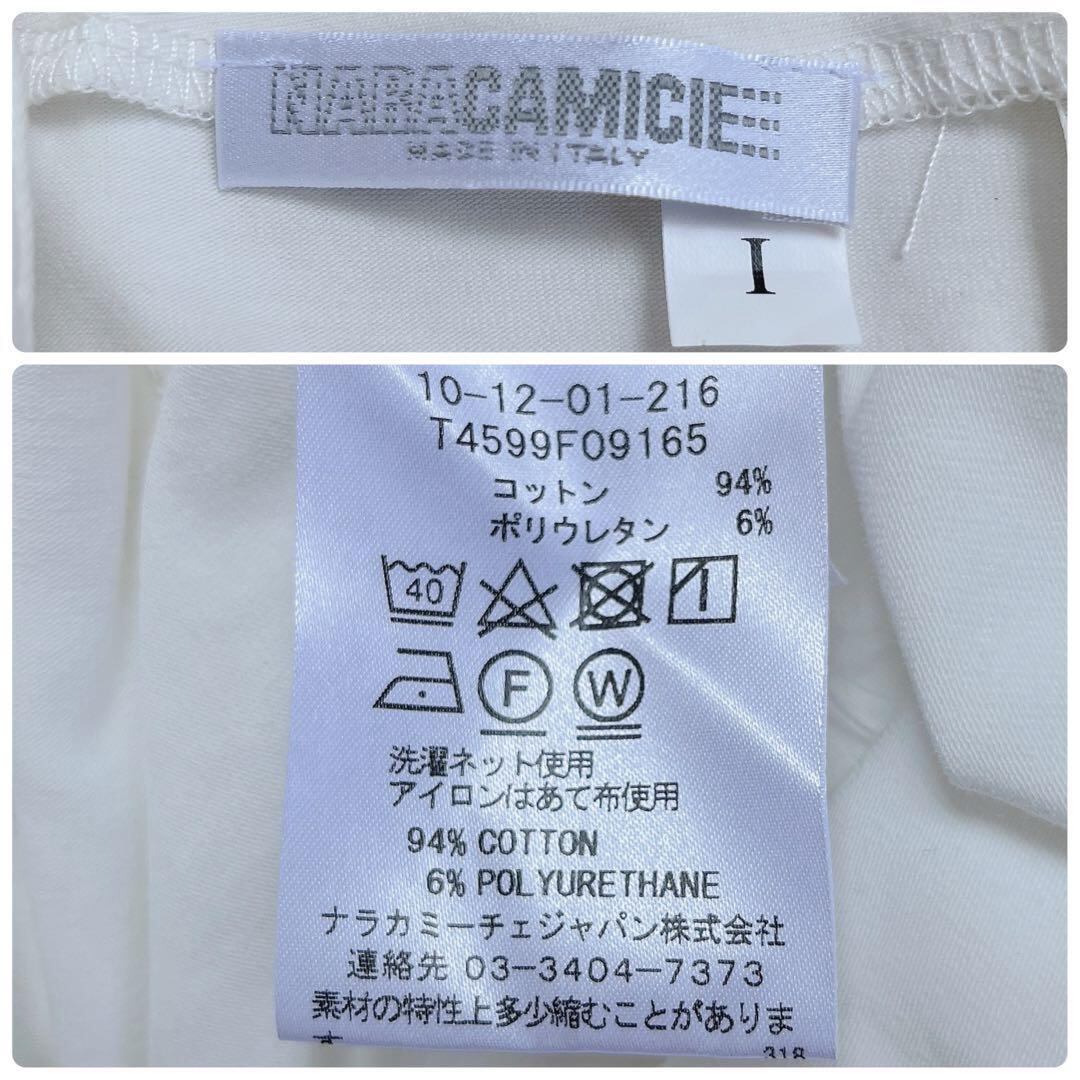 NARACAMICIE
MADE IN ITALY
I
10-12-01-216
T4599F09165
コットン 94%
ポリウレタン 6%
40
F W
洗濯ネット使用
アイロンはあて布使用
94% COTTON
6% POLYURETHANE
ナラカミーチェジャパン株式会社
連絡先 03-3404-7373
素材の特性上多少縮むことがありま
す
318